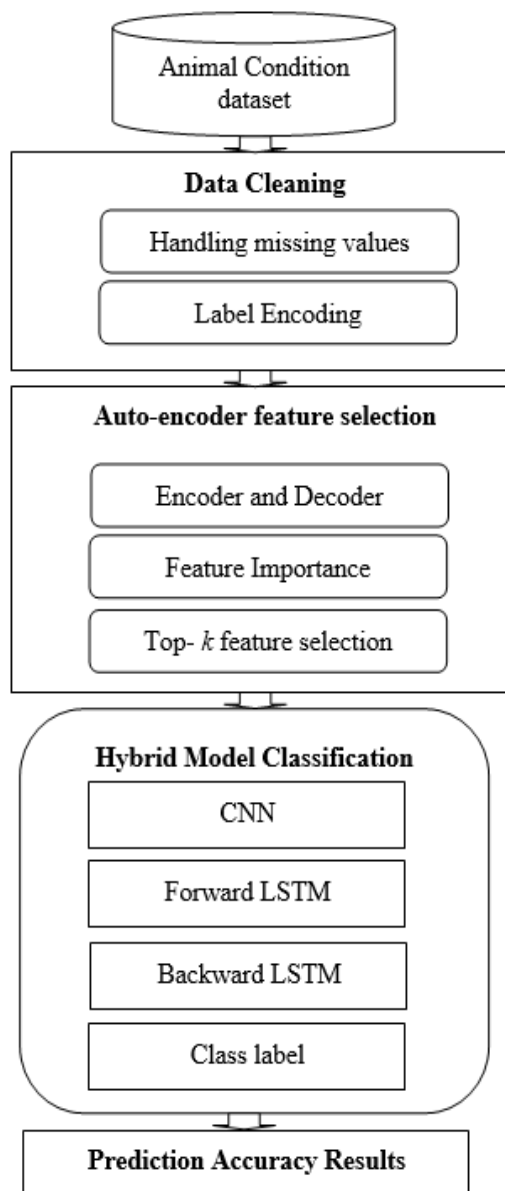 Animal Condition
dataset
Data Cleaning
Handling missing values
Label Encoding
Auto-encoder feature selection
Encoder and Decoder
Feature Importance
Top- k feature selection
Hybrid Model Classification
CNN
Forward LSTM
Backward LSTM
Class label
Prediction Accuracy Results